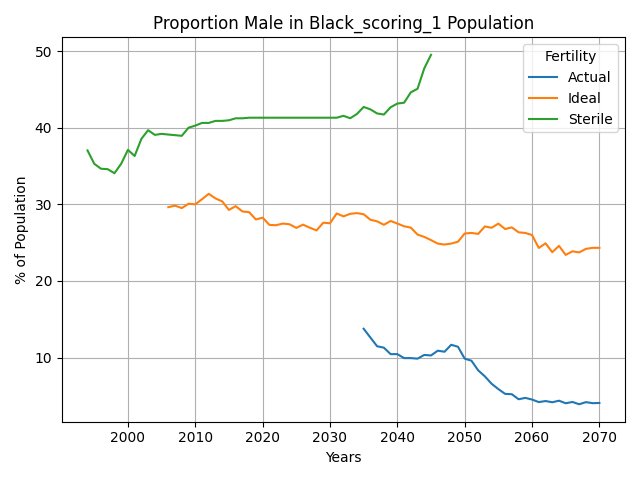 Proportion Male in Black_scoring_1 Population
Fertility
Actual
Ideal
Sterile
% of Population
50
40
30
20
10
2000 2010 2020 2030 2040 2050 2060 2070
Years